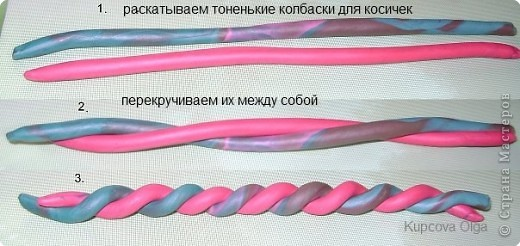 1. раскатываем тоненькие колбаски для косичек
2. перекручиваем их между собой
3.
Kupcova Olga
© Страна Мастеров